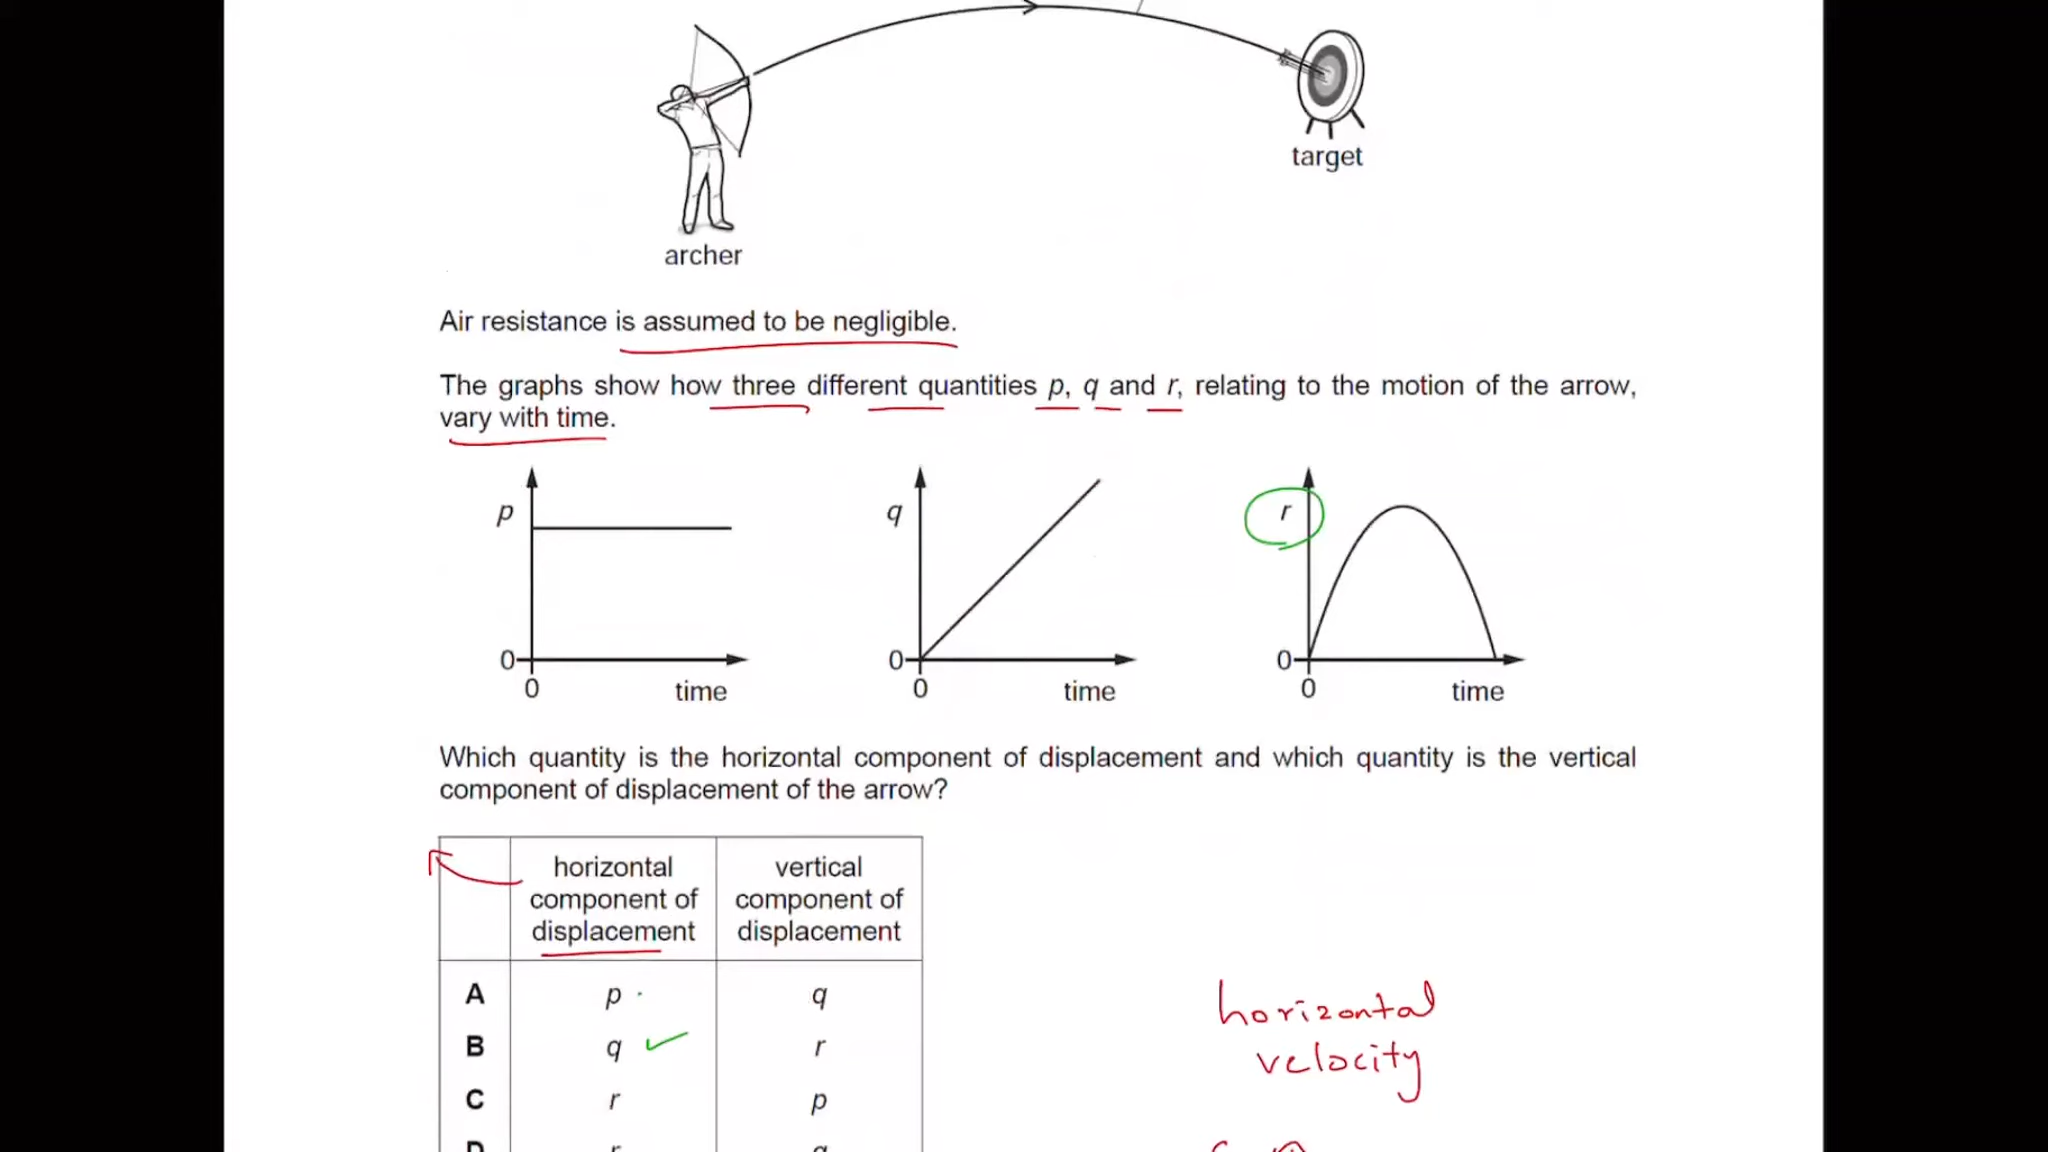 target
archer
Air resistance is assumed to be negligible.
The graphs show how three different quantities p, q and r, relating to the motion of the arrow,
vary with time.
p
0
0
time
q
0
0
time
r
0
0
time
Which quantity is the horizontal component of displacement and which quantity is the vertical
component of displacement of the arrow?
horizontal
component of
displacement
vertical
component of
displacement
A p q
B q r
C r p
horizontal
velocity